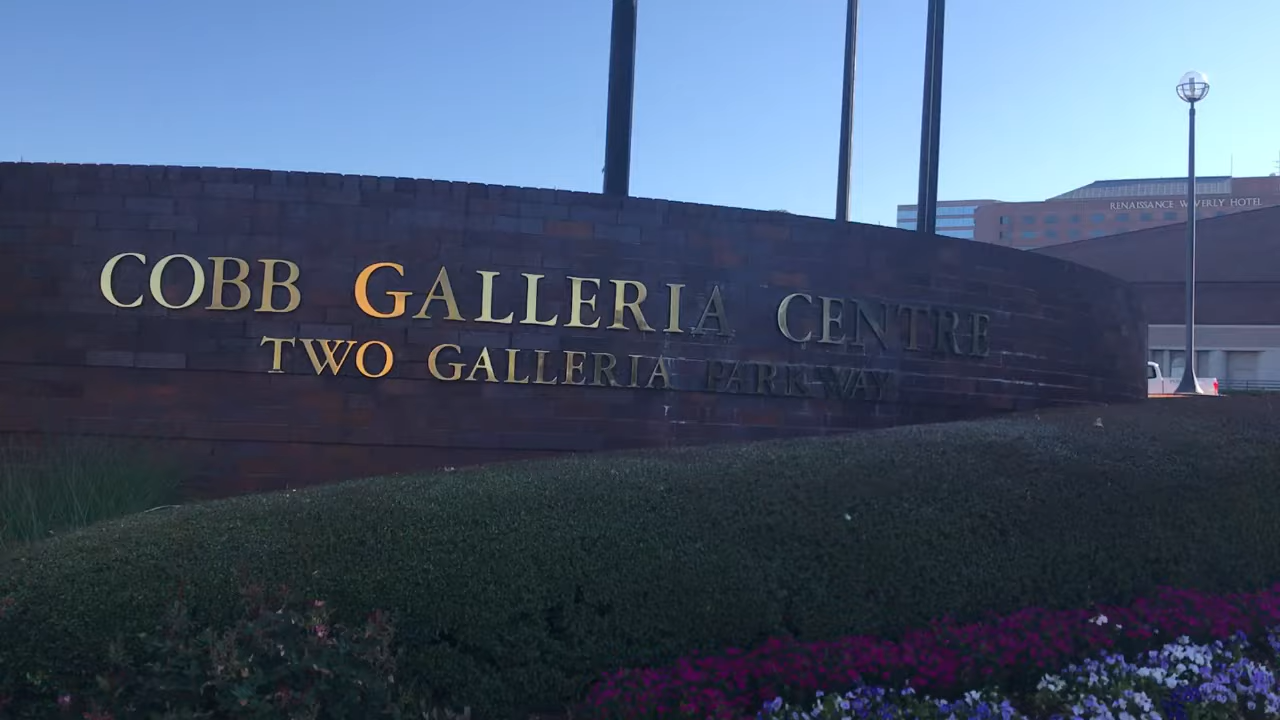 COBB GALLERIA CENTRE
TWO GALLERIA PARKWAY
RENAISSANCE WAVERLY HOTEL